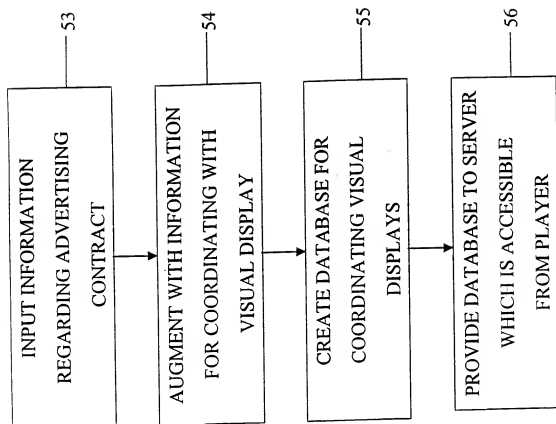 INPUT INFORMATION
REGARDING ADVERTISING
CONTRACT
53
AUGMENT WITH INFORMATION
FOR COORDINATING WITH
VISUAL DISPLAY
54
CREATE DATABASE FOR
COORDINATING VISUAL
DISPLAYS
55
PROVIDE DATABASE TO SERVER
WHICH IS ACCESSIBLE
FROM PLAYER
56